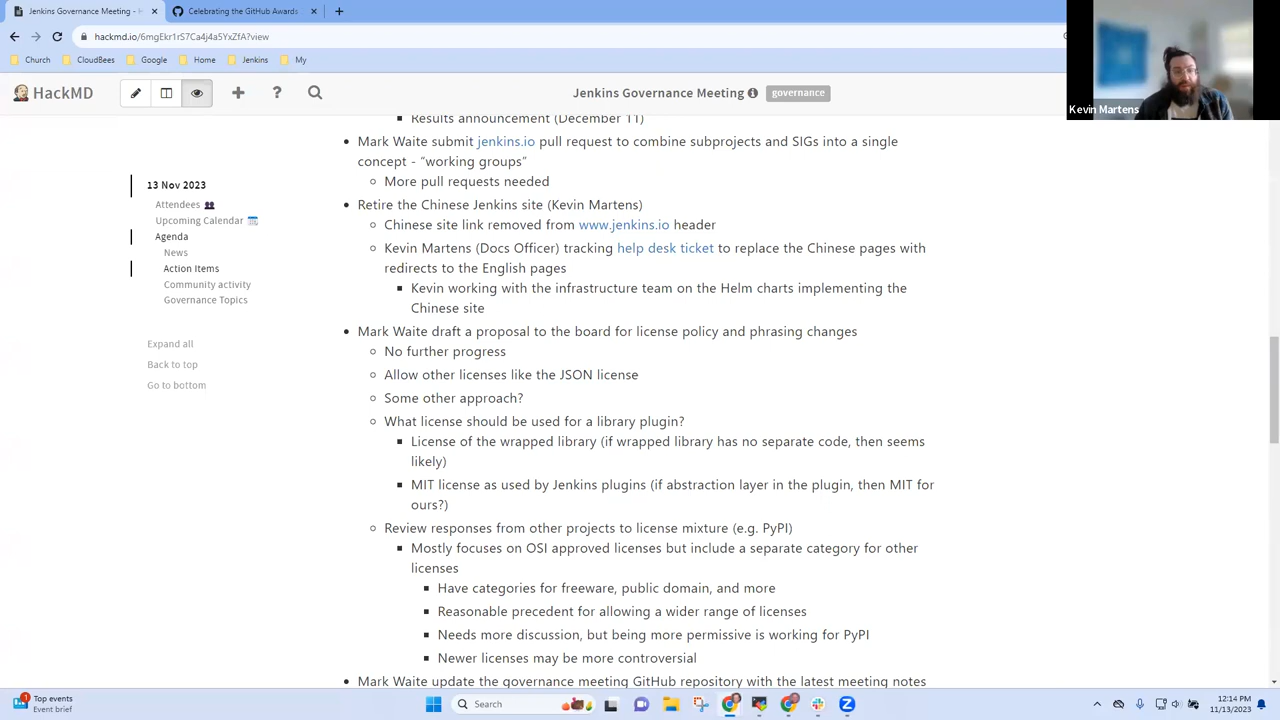 Jenkins Governance Meeting - H
Celebrating the GitHub Awards
hackmd.io/6mgEkr1rS7Ca4j4a5YxZfA?view
Church
CloudBees
Google
Home
Jenkins
My
HackMD
Jenkins Governance Meeting
governance
Kevin Martens
13 Nov 2023
Attendees
Upcoming Calendar
Agenda
News
Action Items
Community activity
Governance Topics
Expand all
Back to top
Go to bottom
Results announcement (December 11)
Mark Waite submit jenkins.io pull request to combine subprojects and SIGs into a single
concept - “working groups”
More pull requests needed
Retire the Chinese Jenkins site (Kevin Martens)
Chinese site link removed from www.jenkins.io header
Kevin Martens (Docs Officer) tracking help desk ticket to replace the Chinese pages with
redirects to the English pages
Kevin working with the infrastructure team on the Helm charts implementing the
Chinese site
Mark Waite draft a proposal to the board for license policy and phrasing changes
No further progress
Allow other licenses like the JSON license
Some other approach?
What license should be used for a library plugin?
License of the wrapped library (if wrapped library has no separate code, then seems
likely)
MIT license as used by Jenkins plugins (if abstraction layer in the plugin, then MIT for
ours?)
Review responses from other projects to license mixture (e.g. PyPI)
Mostly focuses on OSI approved licenses but include a separate category for other
licenses
Have categories for freeware, public domain, and more
Reasonable precedent for allowing a wider range of licenses
Needs more discussion, but being more permissive is working for PyPI
Newer licenses may be more controversial
Mark Waite update the governance meeting GitHub repository with the latest meeting notes
1
Top events
Event brief
Search
12:14 PM
11/13/2023